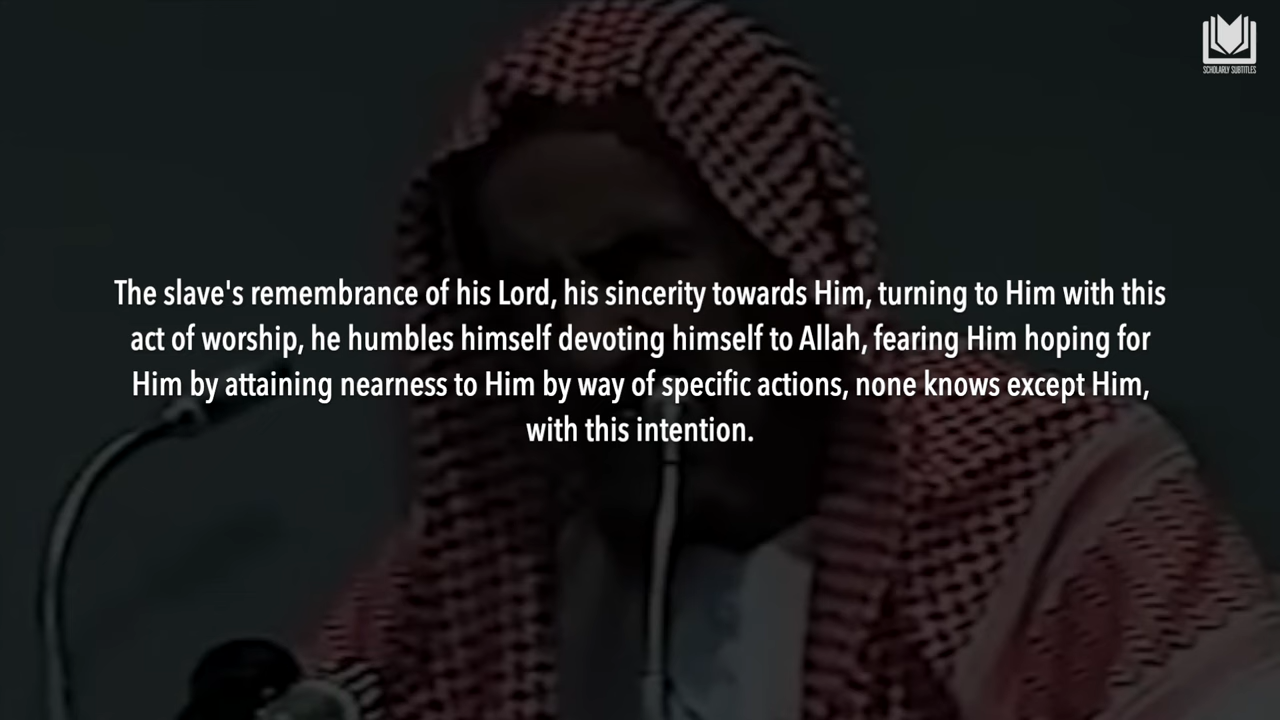 SCHOLARLY SUBTITLES
The slave's remembrance of his Lord, his sincerity towards Him, turning to Him with this
act of worship, he humbles himself devoting himself to Allah, fearing Him hoping for
Him by attaining nearness to Him by way of specific actions, none knows except Him,
with this intention.